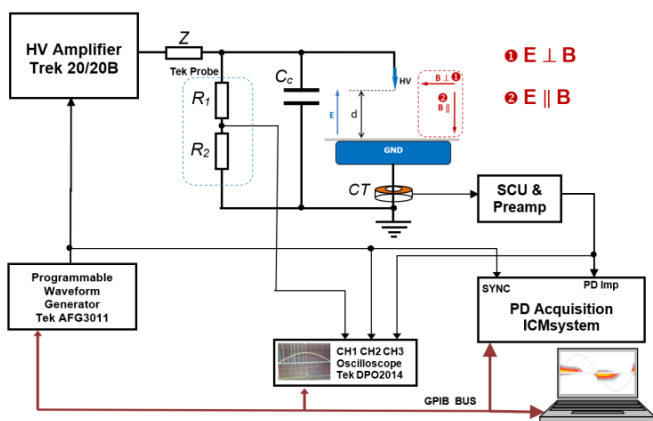 HV Amplifier
Trek 20/20B
Z
Tek Probe
R1
R2
Cc
HV
E
d
B⊥ ❶
❷
B||
❶ E ⊥ B
❷ E || B
GND
CT
SCU &
Preamp
Programmable
Waveform
Generator
Tek AFG3011
SYNC
PD Imp
PD Acquisition
ICMsystem
CH1 CH2 CH3
Oscilloscope
Tek DPO2014
GPIB BUS